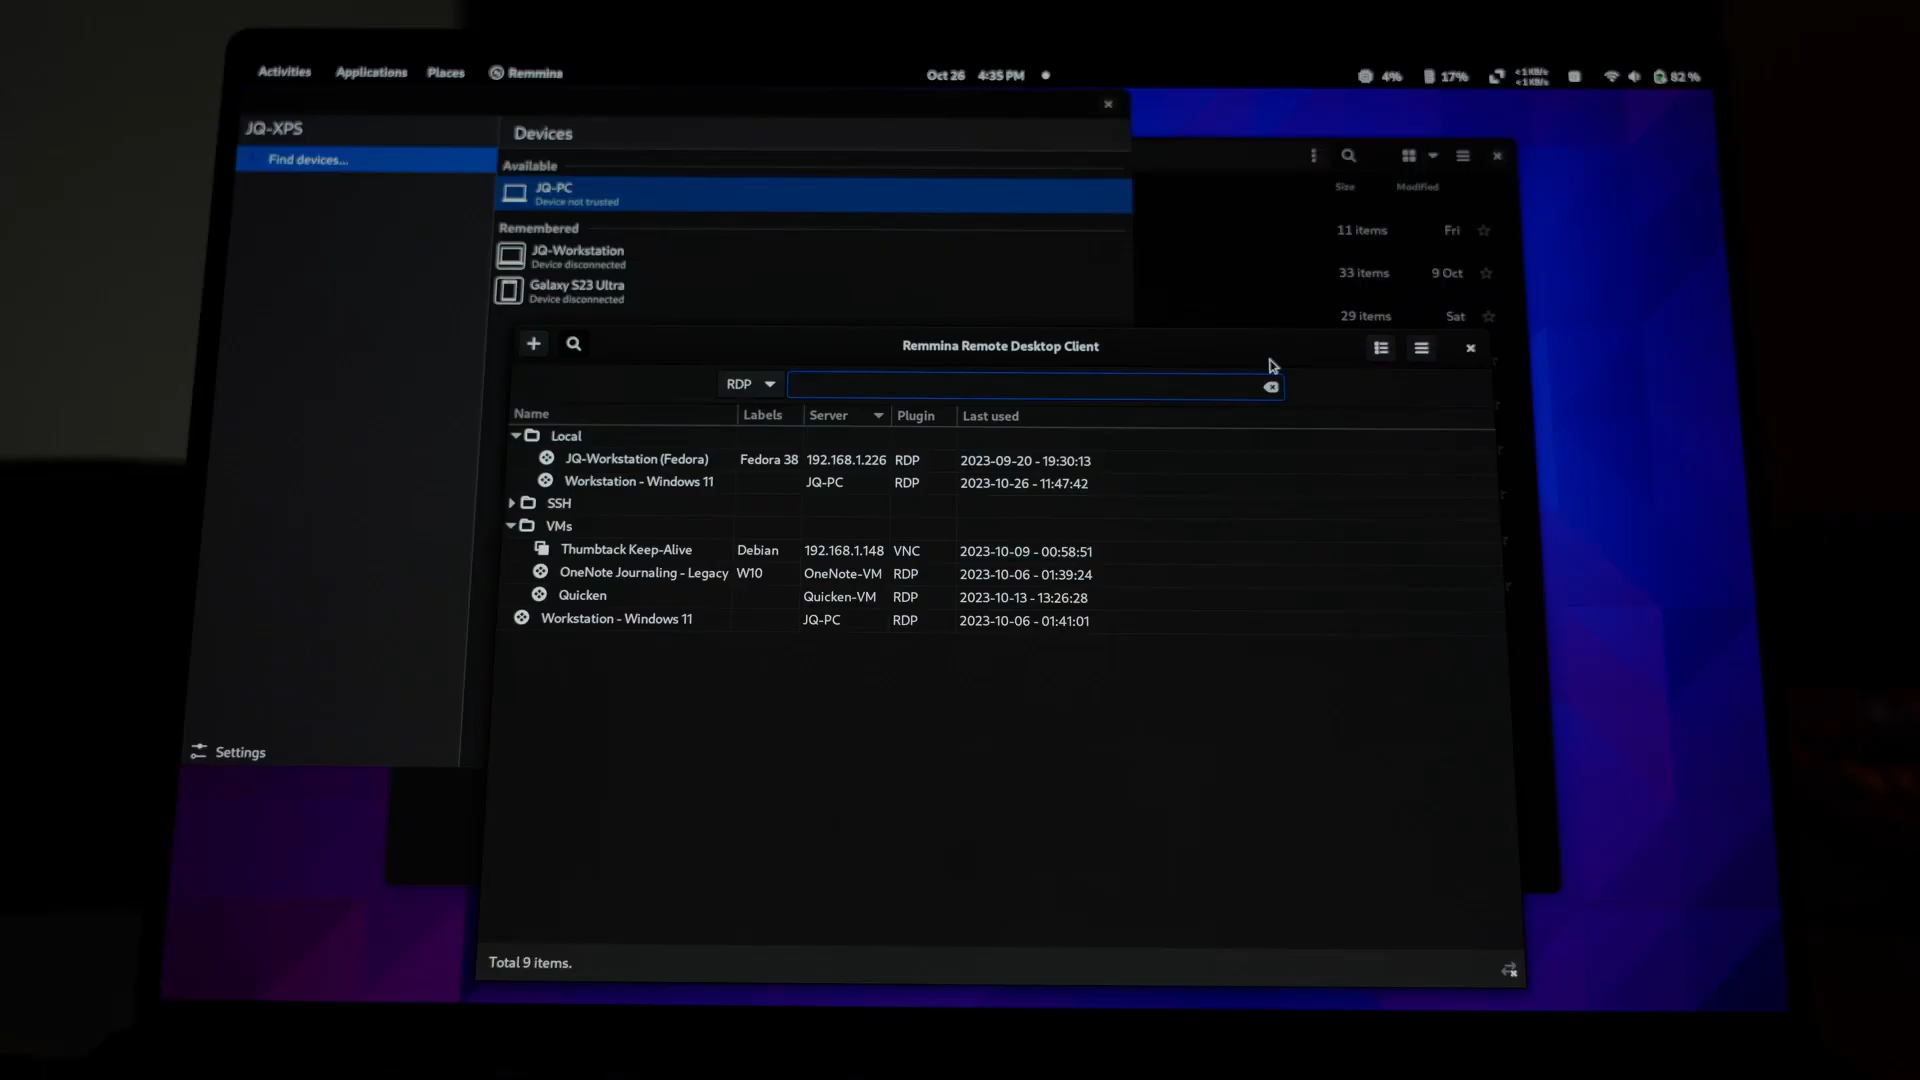 Activities Applications Places Remmina Oct 26 4:35 PM 4% 17% <1 KB/s 82 %
<1 KB/s
JQ-XPS
Find devices...
Settings
Devices
Available
JQ-PC
Device not trusted
Remembered
JQ-Workstation
Device disconnected
Galaxy S23 Ultra
Device disconnected
Size Modified
11 items Fri
33 items 9 Oct
29 items Sat
Remmina Remote Desktop Client
RDP
Name Labels Server Plugin Last used
Local
JQ-Workstation (Fedora) Fedora 38 192.168.1.226 RDP 2023-09-20 - 19:30:13
Workstation - Windows 11 JQ-PC RDP 2023-10-26 - 11:47:42
SSH
VMs
Thumbtack Keep-Alive Debian 192.168.1.148 VNC 2023-10-09 - 00:58:51
OneNote Journaling - Legacy W10 OneNote-VM RDP 2023-10-06 - 01:39:24
Quicken Quicken-VM RDP 2023-10-13 - 13:26:28
Workstation - Windows 11 JQ-PC RDP 2023-10-06 - 01:41:01
Total 9 items.